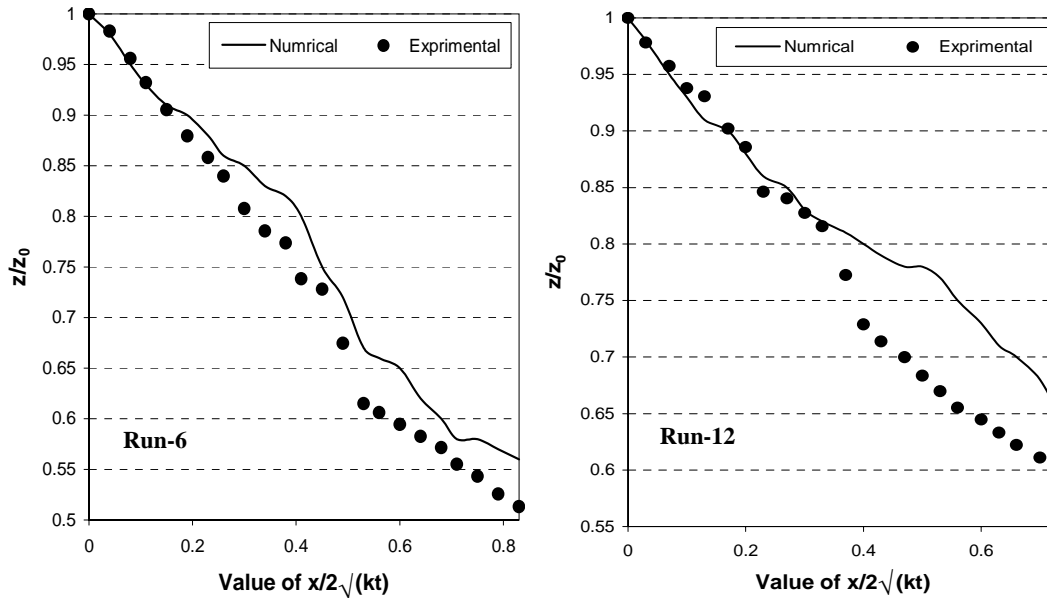 Numrical Exprimental
1
0.95
0.9
0.85
0.8
0.75
0.7
0.65
0.6
0.55
0.5
z/z0
Run-6
0 0.2 0.4 0.6 0.8
Value of x/2√(kt)
Numrical Exprimental
1
0.95
0.9
0.85
0.8
0.75
0.7
0.65
0.6
0.55
z/z0
Run-12
0 0.2 0.4 0.6
Value of x/2√(kt)